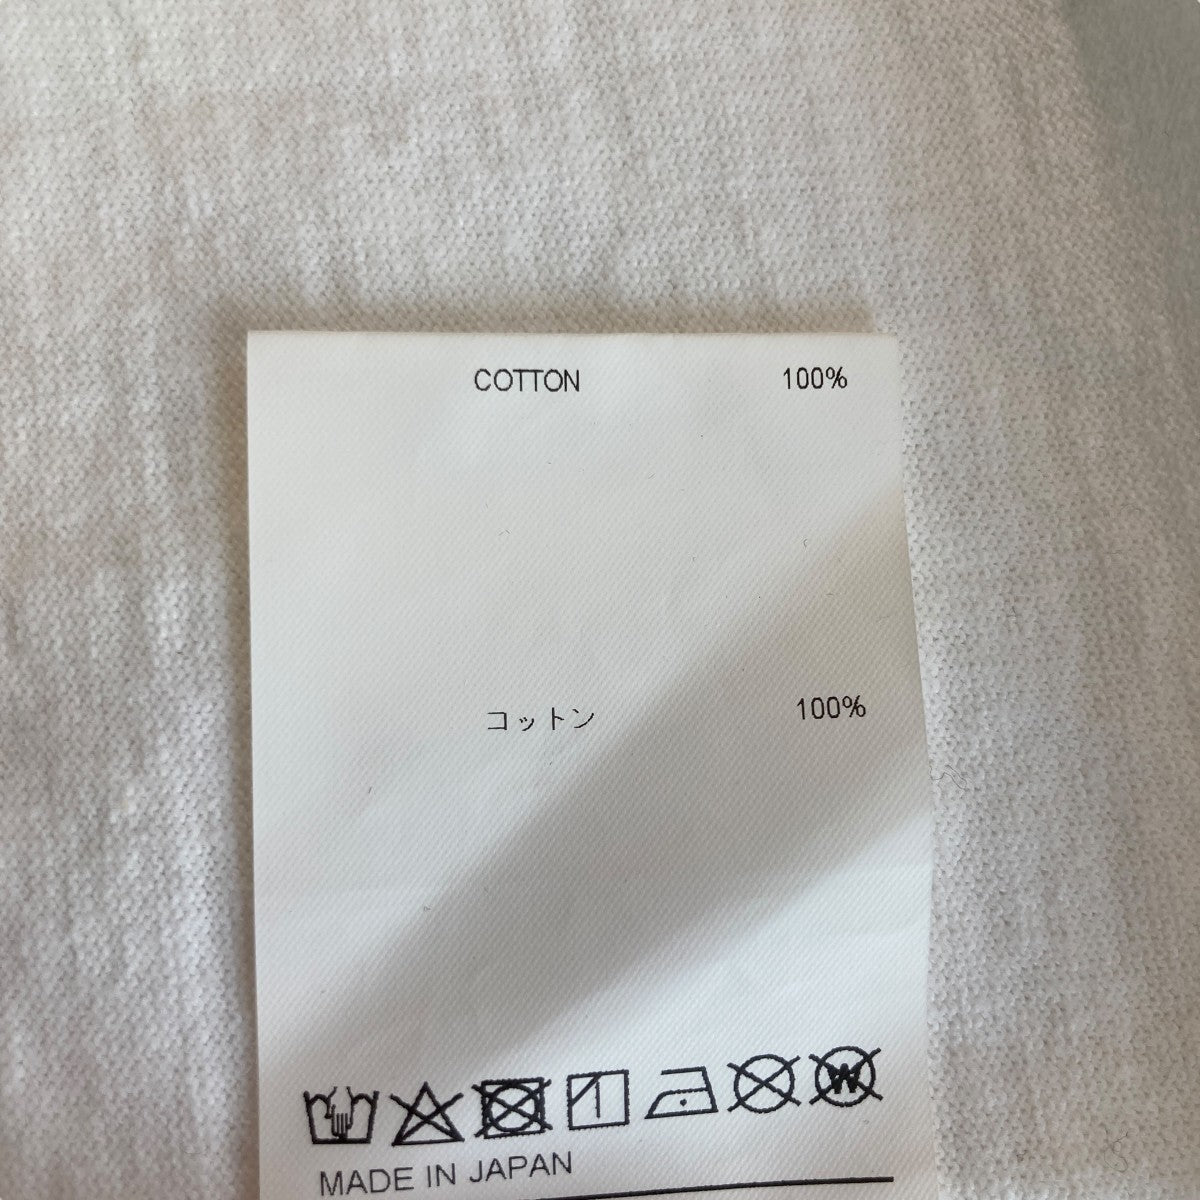 COTTON 100%
コットン 100%
W
MADE IN JAPAN